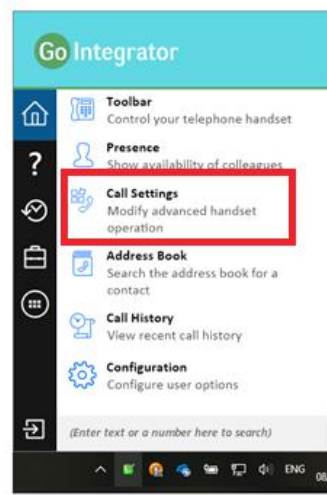 Go Integrator
Toolbar
Control your telephone handset
?
Presence
Show availability of colleagues
Call Settings
Modify advanced handset
operation
Address Book
Search the address book for a
contact
Call History
View recent call history
Configuration
Configure user options
(Enter text or a number here to search)
ENG
08